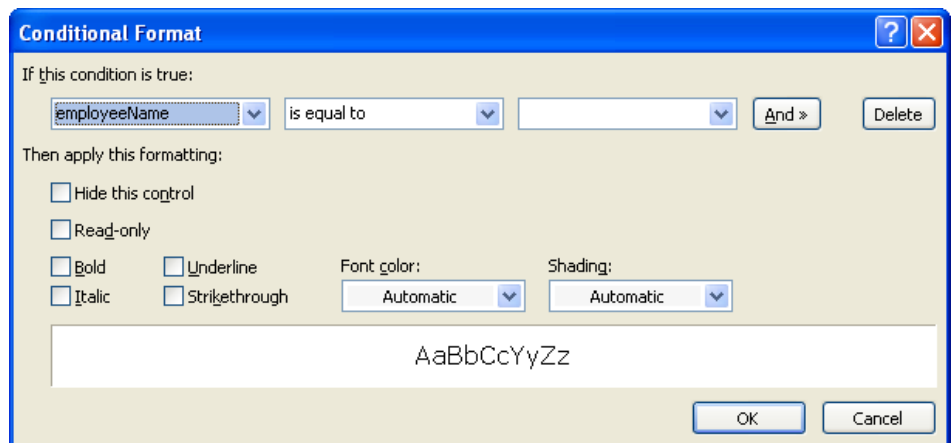 Conditional Format
If this condition is true:
employeeName is equal to And » Delete
Then apply this formatting:
Hide this control
Read-only
Bold Underline Font color: Shading:
Italic Strikethrough Automatic Automatic
AaBbCcYyZz
OK Cancel